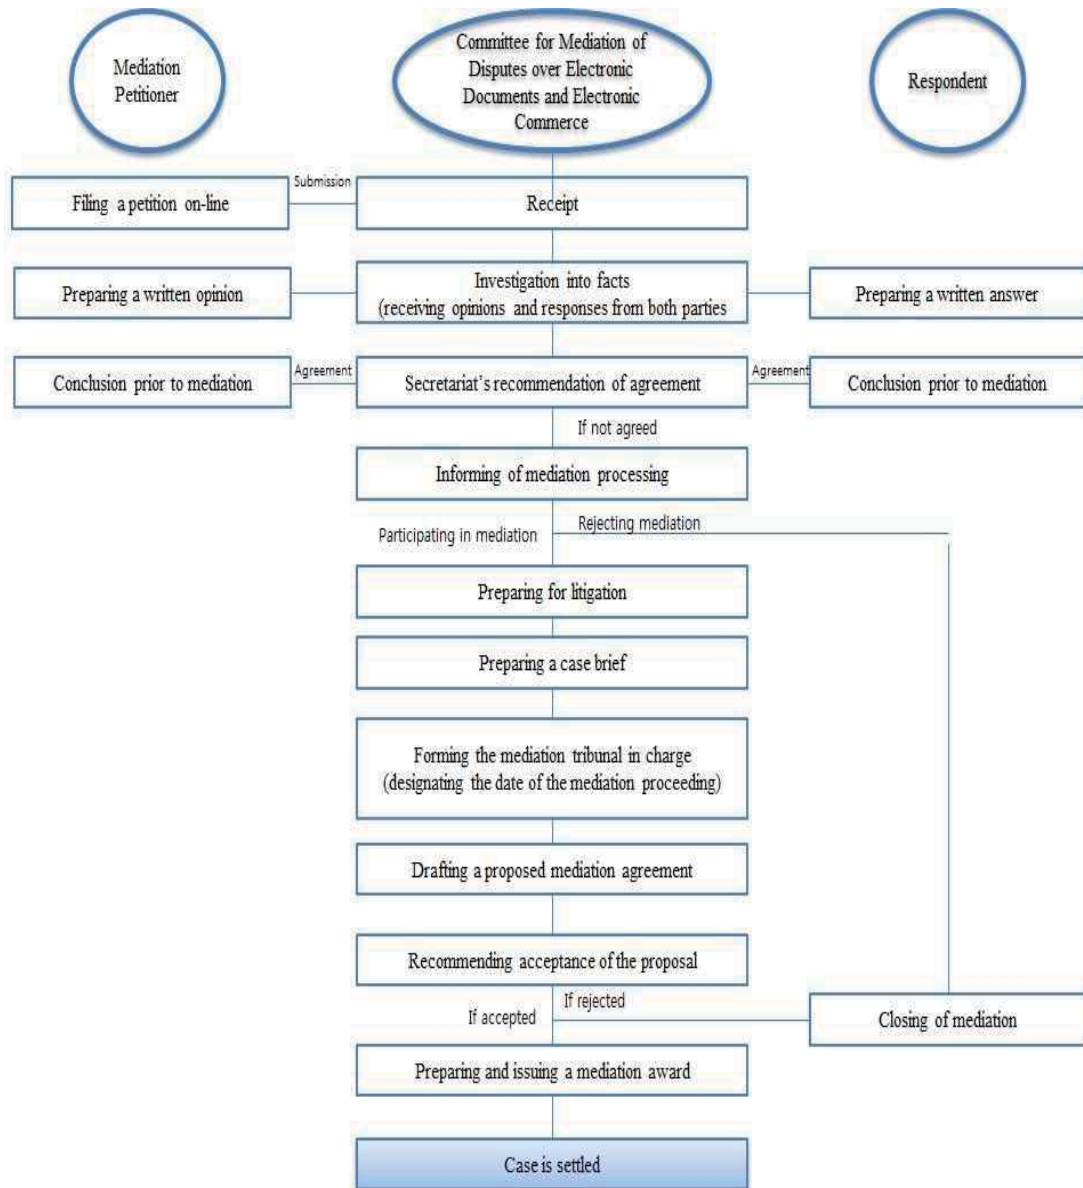 Mediation
Petitioner
Committee for Mediation of
Disputes over Electronic
Documents and Electronic
Commerce
Respondent
Filing a petition on-line
Submission
Receipt
Preparing a written opinion
Investigation into facts
(receiving opinions and responses from both parties
Preparing a written answer
Conclusion prior to mediation
Agreement
Secretariat's recommendation of agreement
Agreement
Conclusion prior to mediation
If not agreed
Informing of mediation processing
Participating in mediation
Rejecting mediation
Preparing for litigation
Preparing a case brief
Forming the mediation tribunal in charge
(designating the date of the mediation proceeding)
Drafting a proposed mediation agreement
Recommending acceptance of the proposal
If accepted
If rejected
Closing of mediation
Preparing and issuing a mediation award
Case is settled